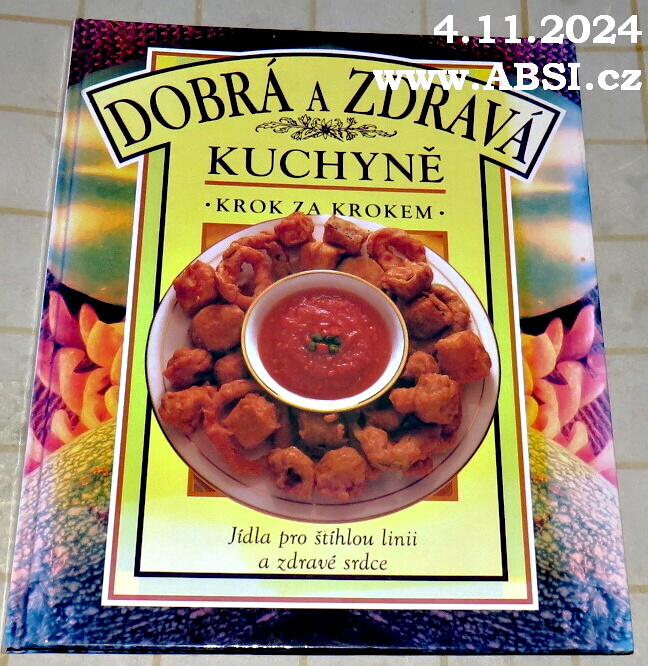 4.11.2024
www.ABSI.cz
DOBRÁ A ZDRAVÁ
KUCHYNĚ
· KROK ZA KROKEM ·
Jídla pro štíhlou linii
a zdravé srdce